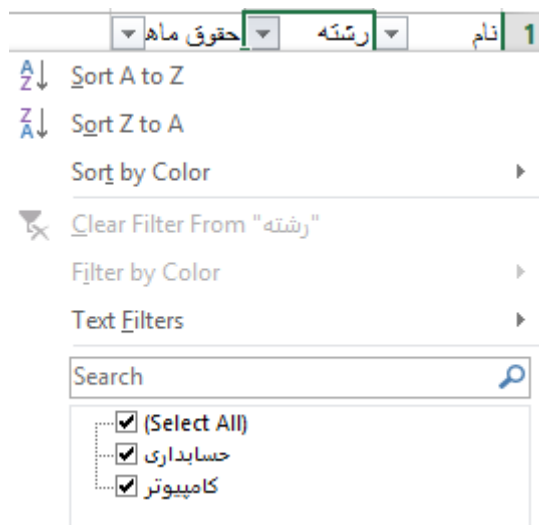 1 نام رشته حقوق ماه
Sort A to Z
Sort Z to A
Sort by Color
Clear Filter From "رشته"
Filter by Color
Text Filters
Search
(Select All)
حسابداری
کامپیوتر